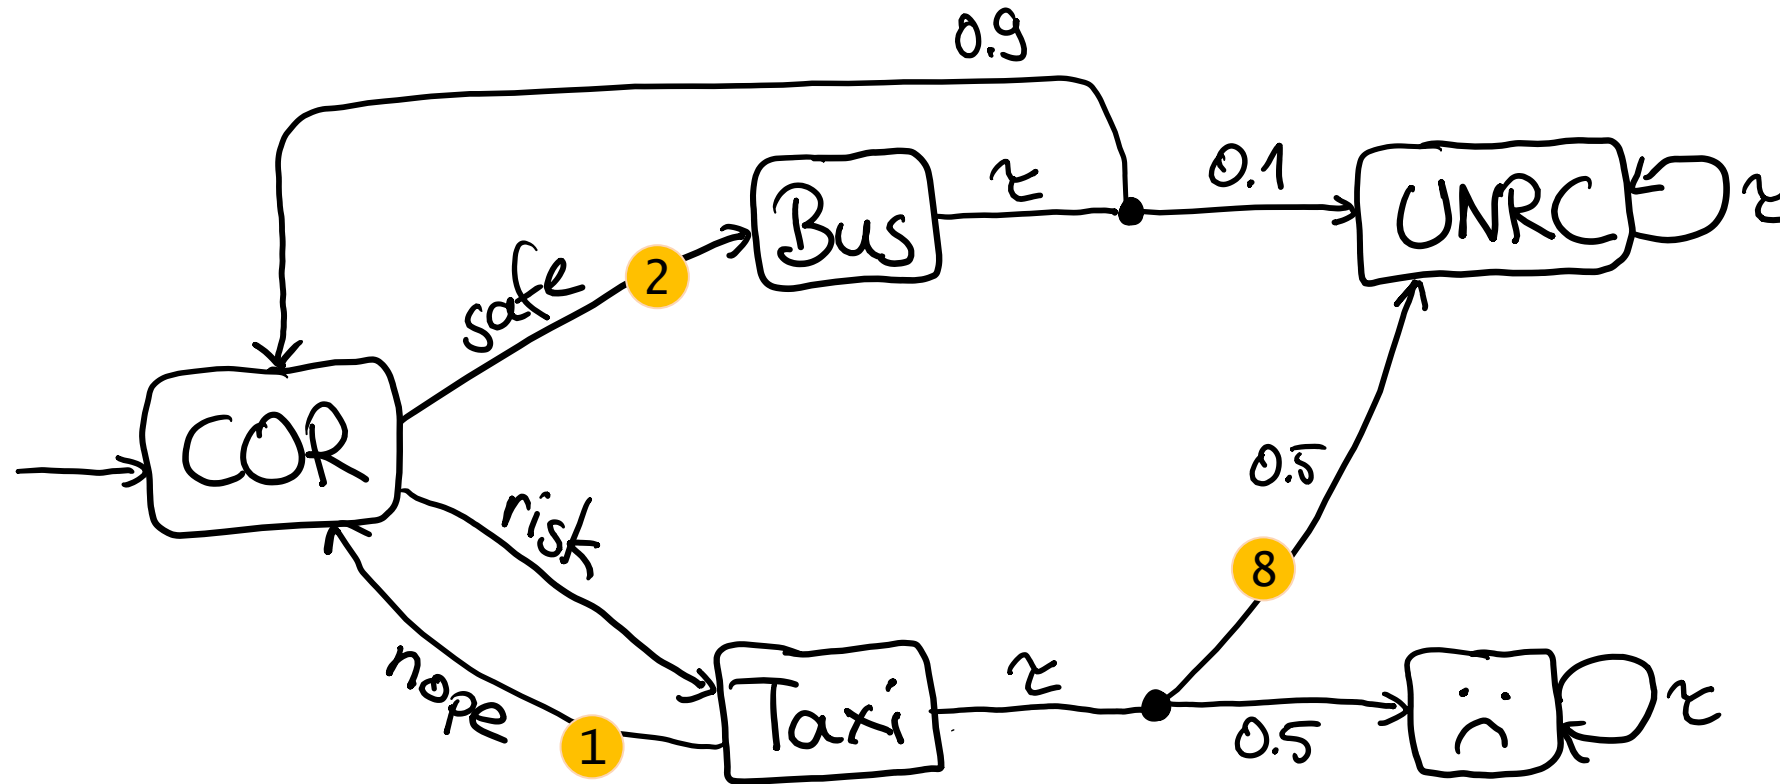 0.9
τ
0.1
Bus
UNRC
τ
safe
2
COR
0.5
risk
8
nope
τ
Taxi
1
0.5
τ